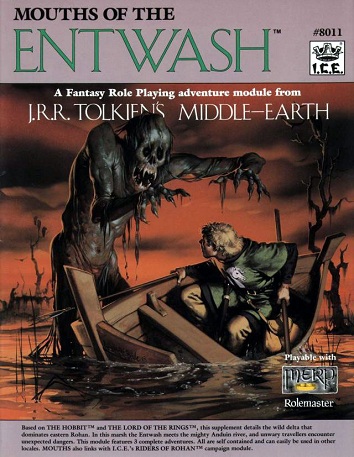 MOUTHS OF THE
ENTWASH™
#8011
I.C.E.
A Fantasy Role Playing adventure module from
J.R.R. TOLKIEN'S MIDDLE-EARTH
Playable with
MERP
Rolemaster
Based on THE HOBBIT™ and THE LORD OF THE RINGS™, this supplement details the wild delta that
dominates eastern Rohan. In this marsh the Entwash meets the mighty Anduin river, and unwary travellers encounter
unexpected dangers. This module features 3 complete adventures. All are self contained and can easily be used in other
locales. MOUTHS also links with I.C.E.'s RIDERS OF ROHAN™ campaign module.